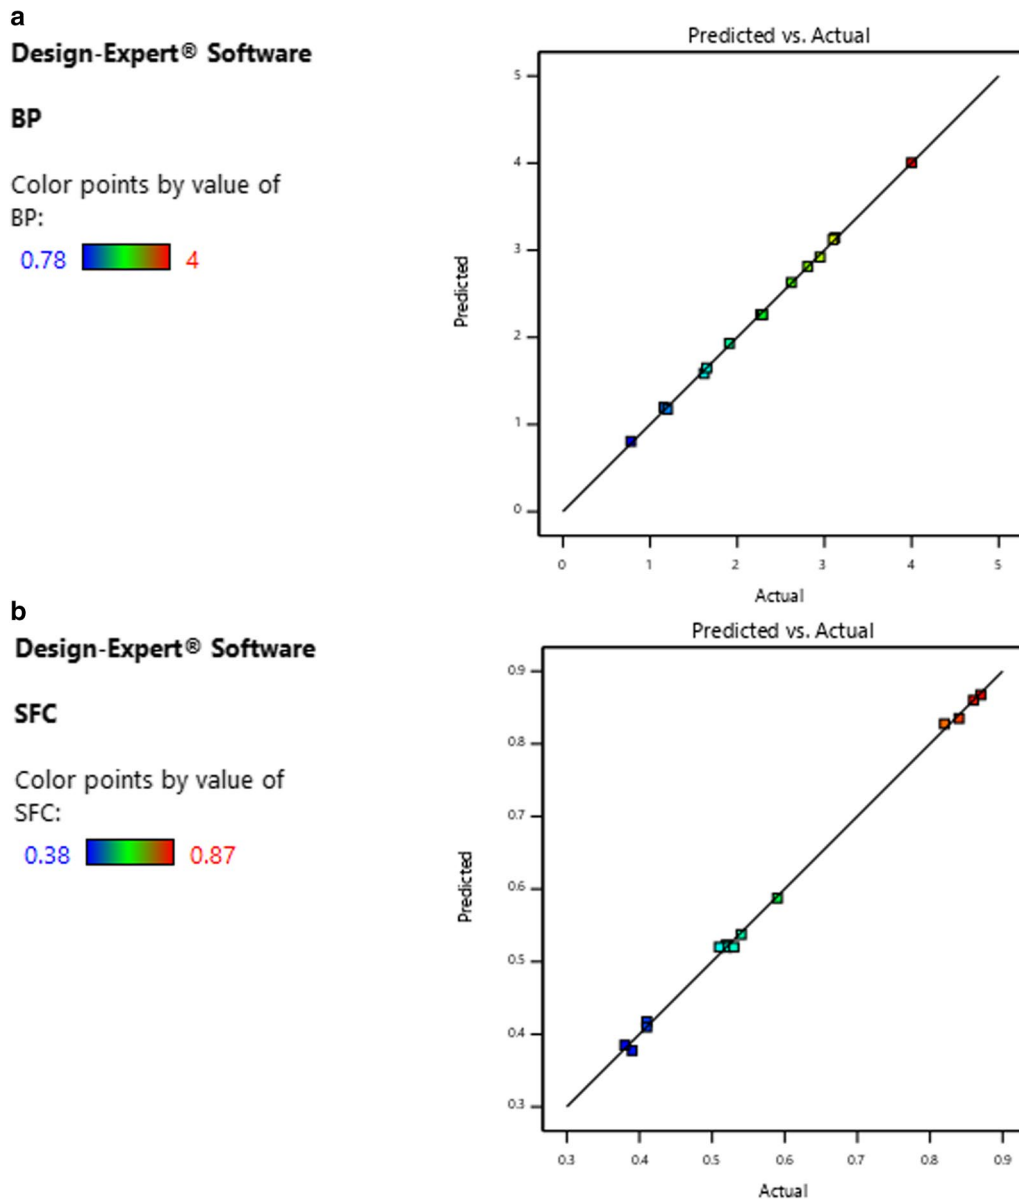 a
Design-Expert® Software
BP
Color points by value of
BP:
0.78 4
Predicted vs. Actual
5
4
3
2
1
0
Predicted
0 1 2 3 4 5
Actual
b
Design-Expert® Software
SFC
Color points by value of
SFC:
0.38 0.87
Predicted vs. Actual
0.9
0.8
0.7
0.6
0.5
0.4
0.3
Predicted
0.3 0.4 0.5 0.6 0.7 0.8 0.9
Actual